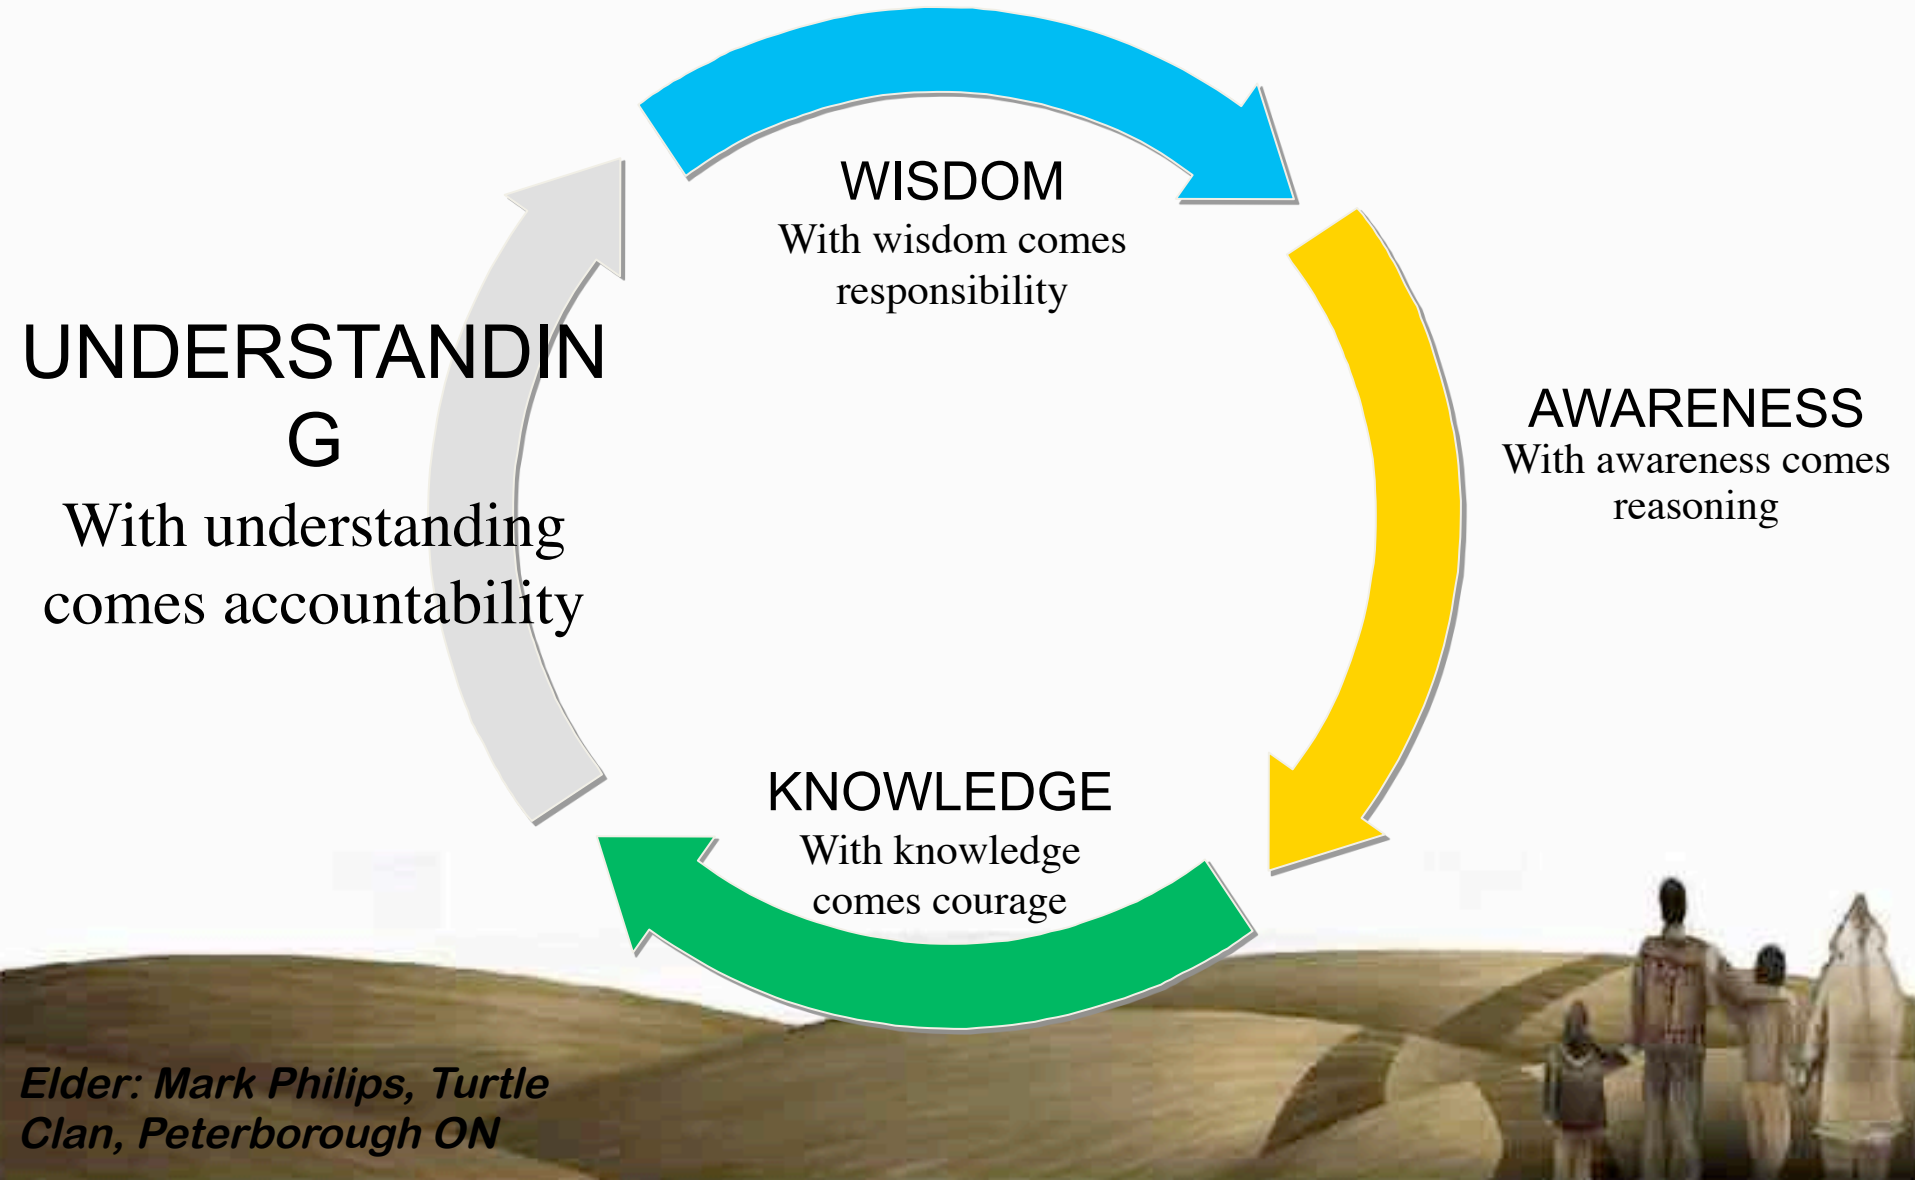 WISDOM
With wisdom comes
responsibility
AWARENESS
With awareness comes
reasoning
KNOWLEDGE
With knowledge
comes courage
UNDERSTANDIN
G
With understanding
comes accountability
Elder: Mark Philips, Turtle
Clan, Peterborough ON